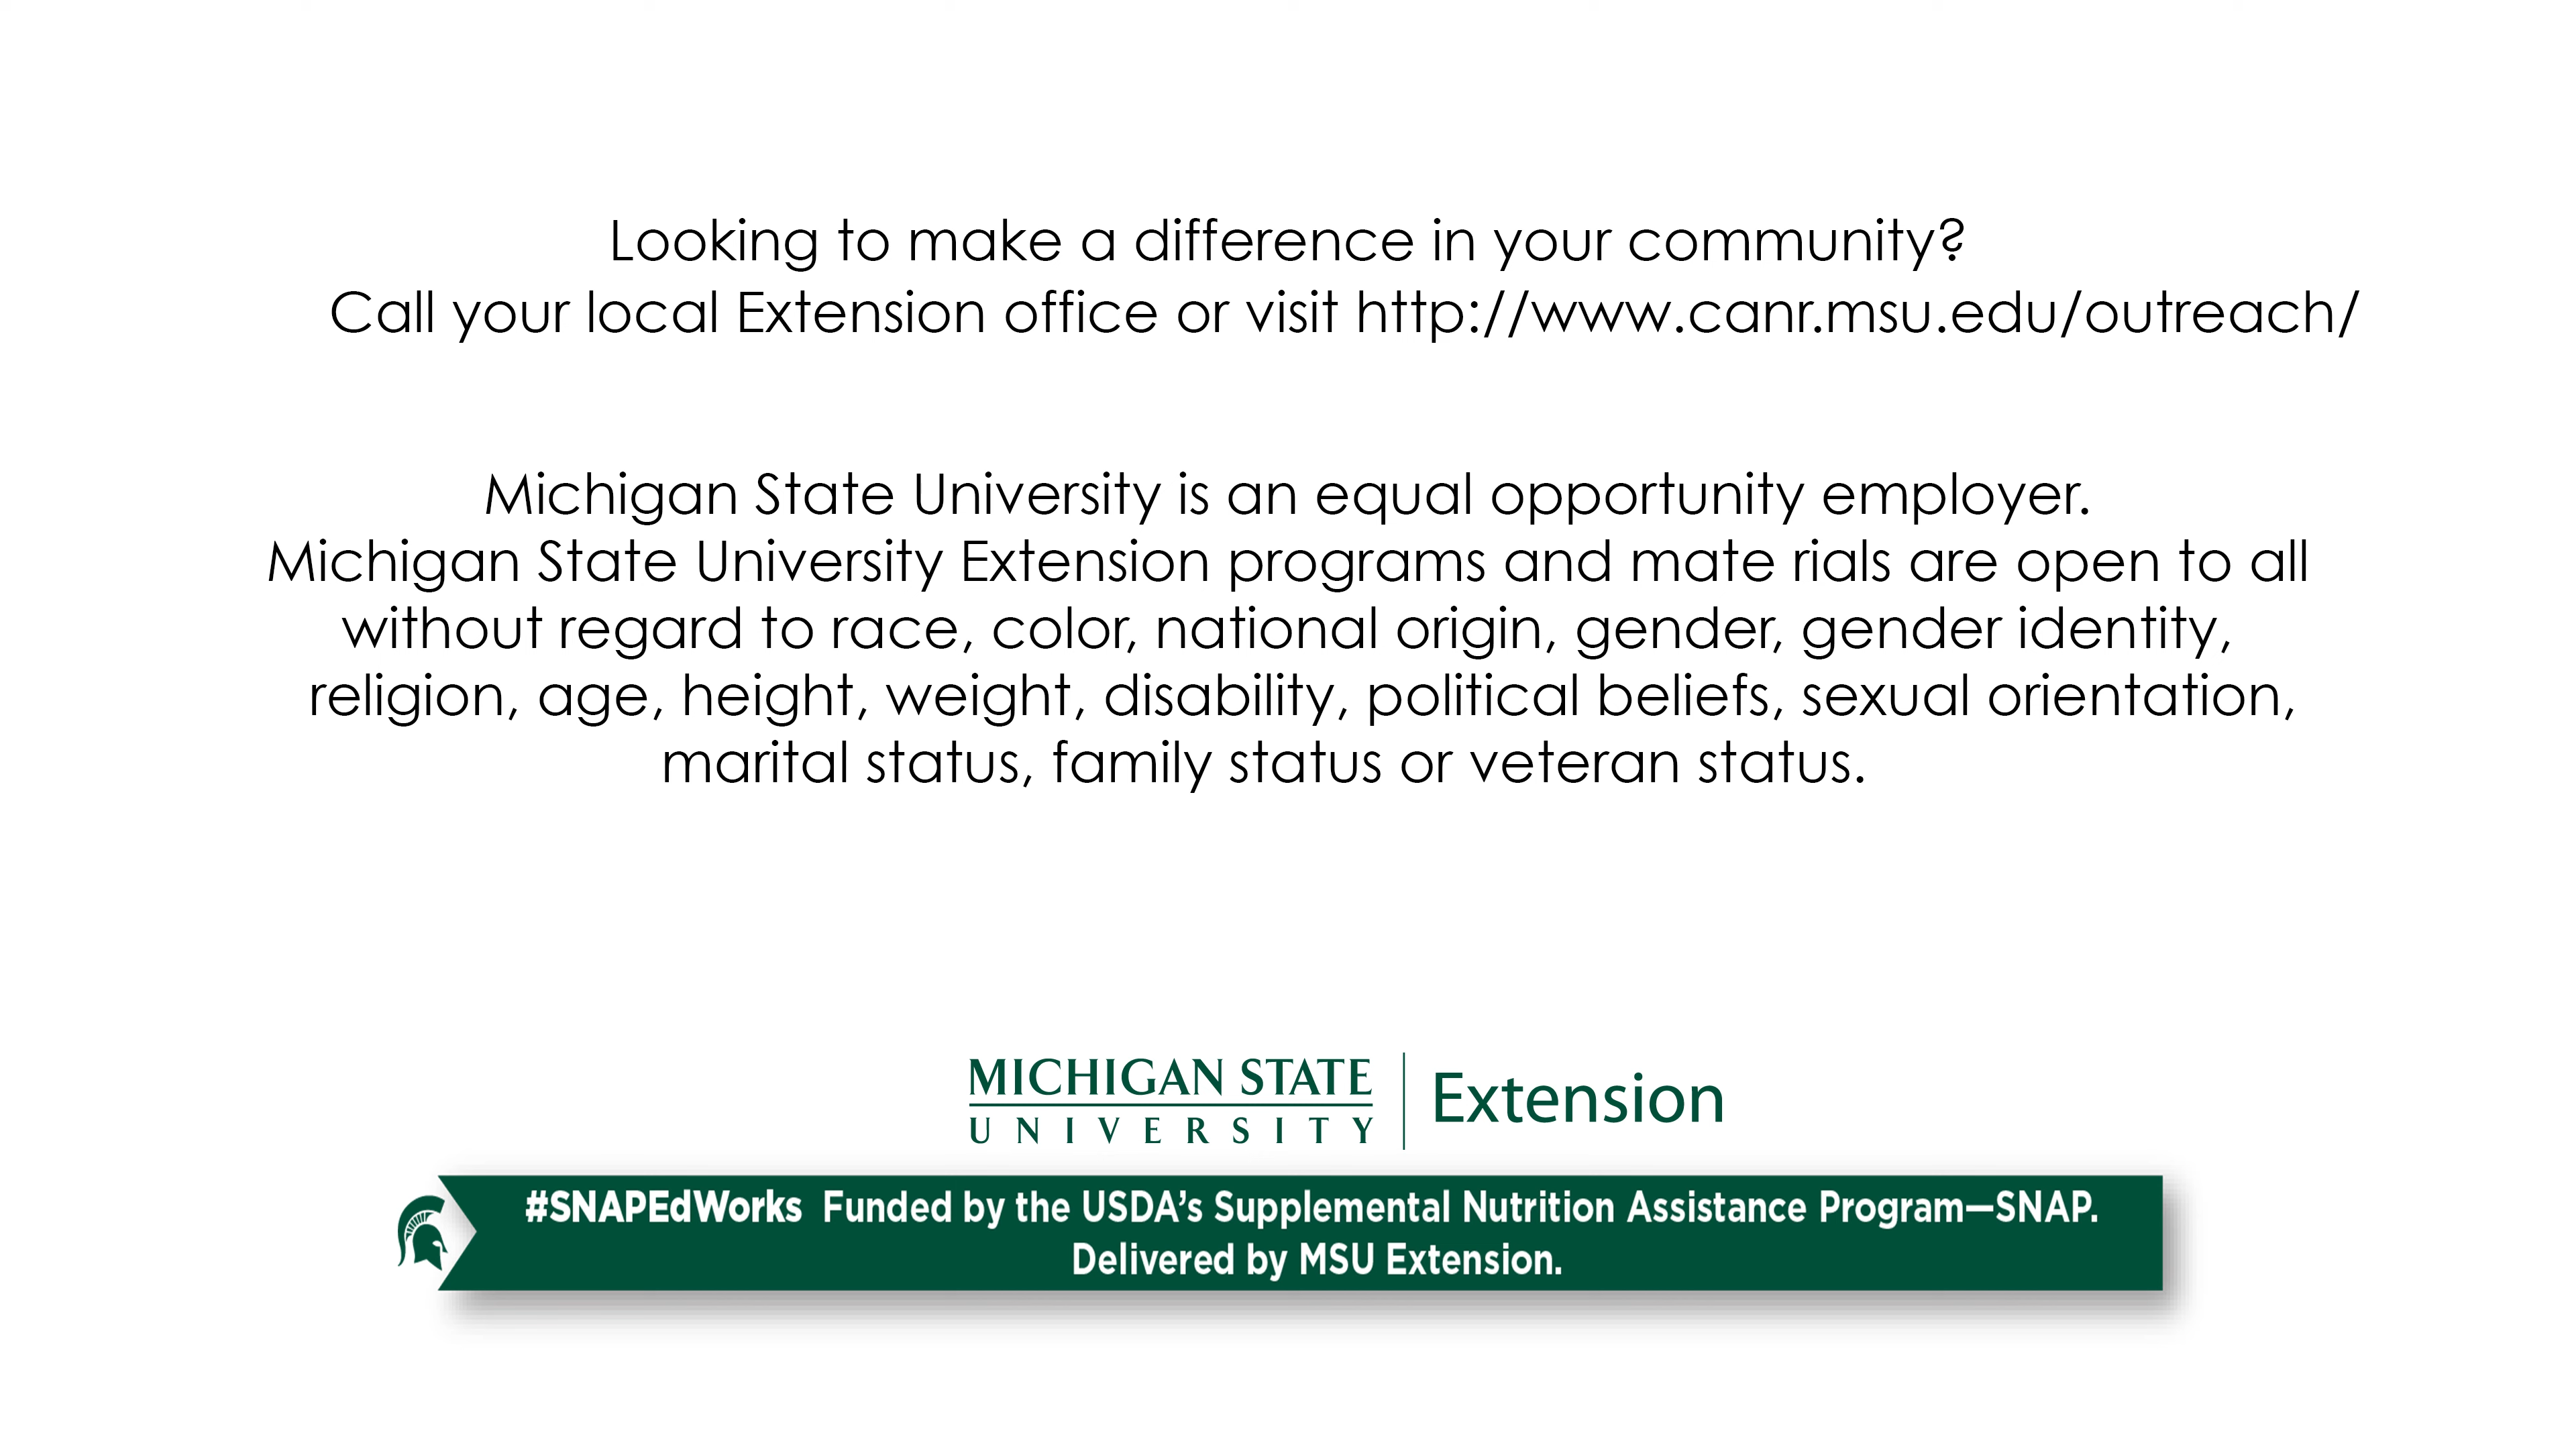 Looking to make a difference in your community?
Call your local Extension office or visit http://www.canr.msu.edu/outreach/
Michigan State University is an equal opportunity employer.
Michigan State University Extension programs and mate rials are open to all
without regard to race, color, national origin, gender, gender identity,
religion, age, height, weight, disability, political beliefs, sexual orientation,
marital status, family status or veteran status.
MICHIGAN STATE
UNIVERSITY
Extension
#SNAPEdWorks Funded by the USDA’s Supplemental Nutrition Assistance Program—SNAP.
Delivered by MSU Extension.